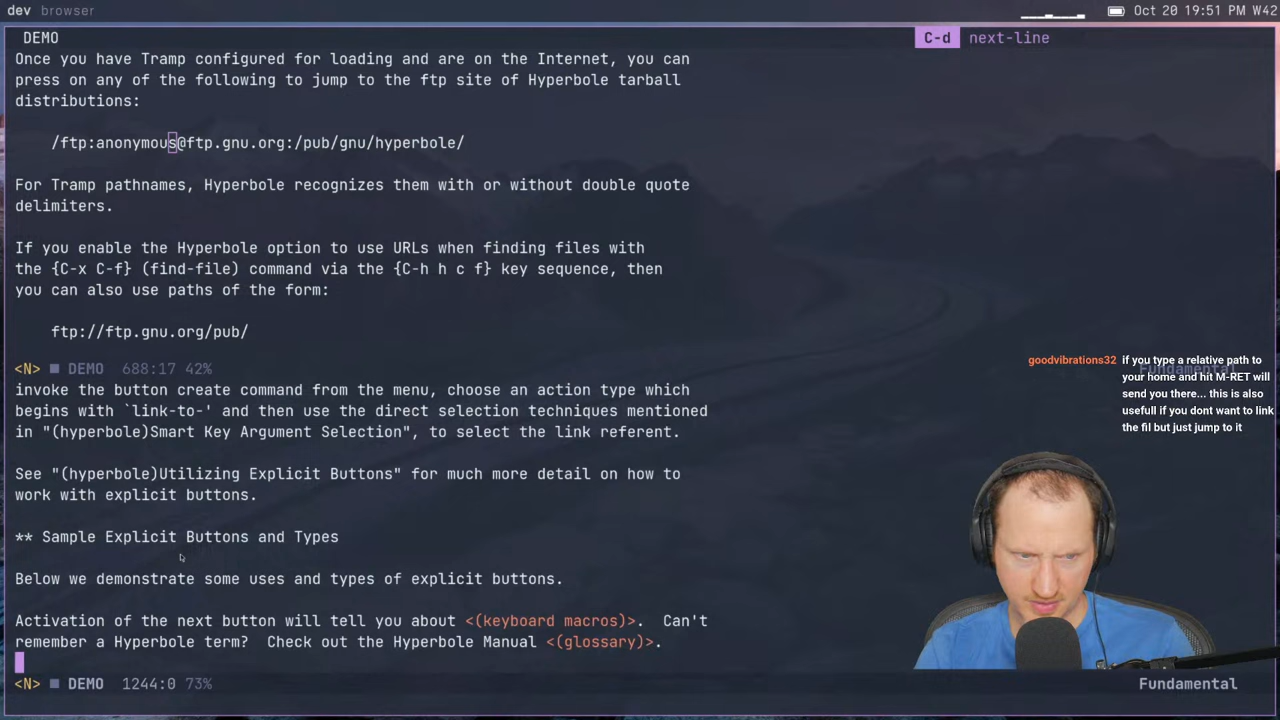 dev browser
Oct 20 19:51 PM W42
DEMO
C-d next-line
Once you have Tramp configured for loading and are on the Internet, you can
press on any of the following to jump to the ftp site of Hyperbole tarball
distributions:
/ftp:anonymous@ftp.gnu.org:/pub/gnu/hyperbole/
For Tramp pathnames, Hyperbole recognizes them with or without double quote
delimiters.
If you enable the Hyperbole option to use URLs when finding files with
the {C-x C-f} (find-file) command via the {C-h h c f} key sequence, then
you can also use paths of the form:
ftp://ftp.gnu.org/pub/
<N> DEMO 688:17 42%
Fundamental
goodvibrations32 if you type a relative path to
your home and hit M-RET will
send you there... this is also
usefull if you dont want to link
the fil but just jump to it
invoke the button create command from the menu, choose an action type which
begins with `link-to-' and then use the direct selection techniques mentioned
in "(hyperbole)Smart Key Argument Selection", to select the link referent.
See "(hyperbole)Utilizing Explicit Buttons" for much more detail on how to
work with explicit buttons.
** Sample Explicit Buttons and Types
Below we demonstrate some uses and types of explicit buttons.
Activation of the next button will tell you about <(keyboard macros)>.  Can't
remember a Hyperbole term?  Check out the Hyperbole Manual <(glossary)>.
<N> DEMO 1244:0 73%
Fundamental